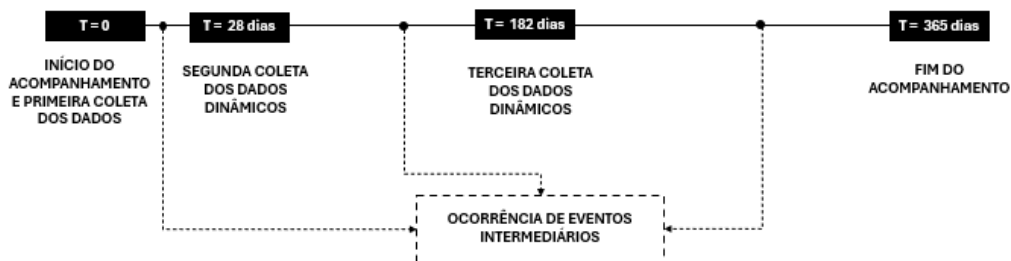 T = 0
T = 28 dias
T = 182 dias
T = 365 dias
INÍCIO DO
ACOMPANHAMENTO
E PRIMEIRA COLETA
DOS DADOS
SEGUNDA COLETA
DOS DADOS
DINÂMICOS
TERCEIRA COLETA
DOS DADOS
DINÂMICOS
FIM DO
ACOMPANHAMENTO
OCORRÊNCIA DE EVENTOS
INTERMEDIÁRIOS